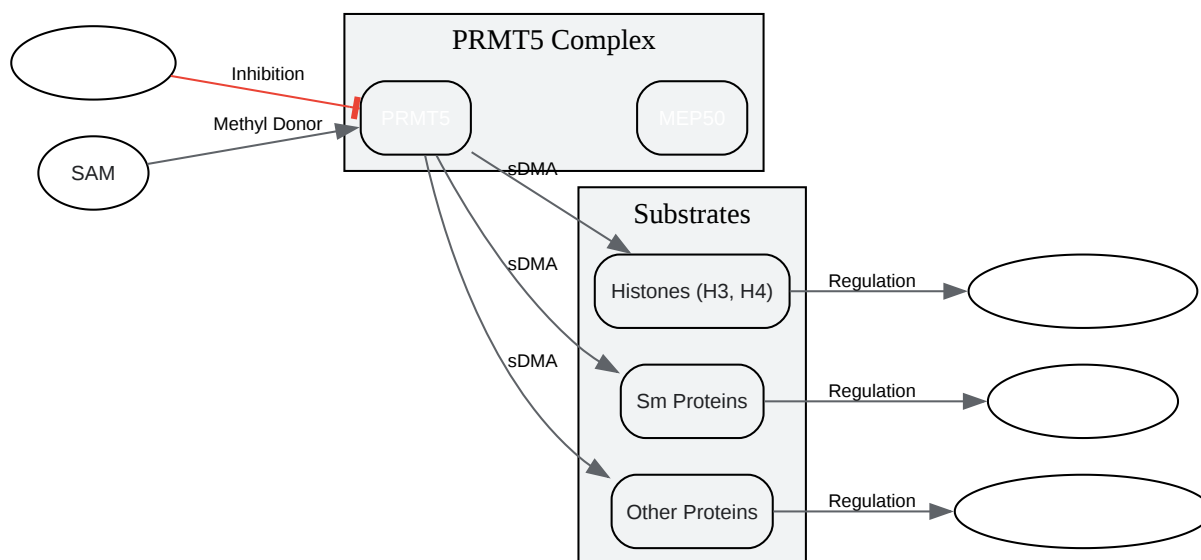 PRMT5 Complex
Inhibition
PRMT5
MEP50
Methyl Donor
SAM
sDMA
Substrates
Histones (H3, H4)
Regulation
sDMA
Sm Proteins
Regulation
sDMA
Other Proteins
Regulation